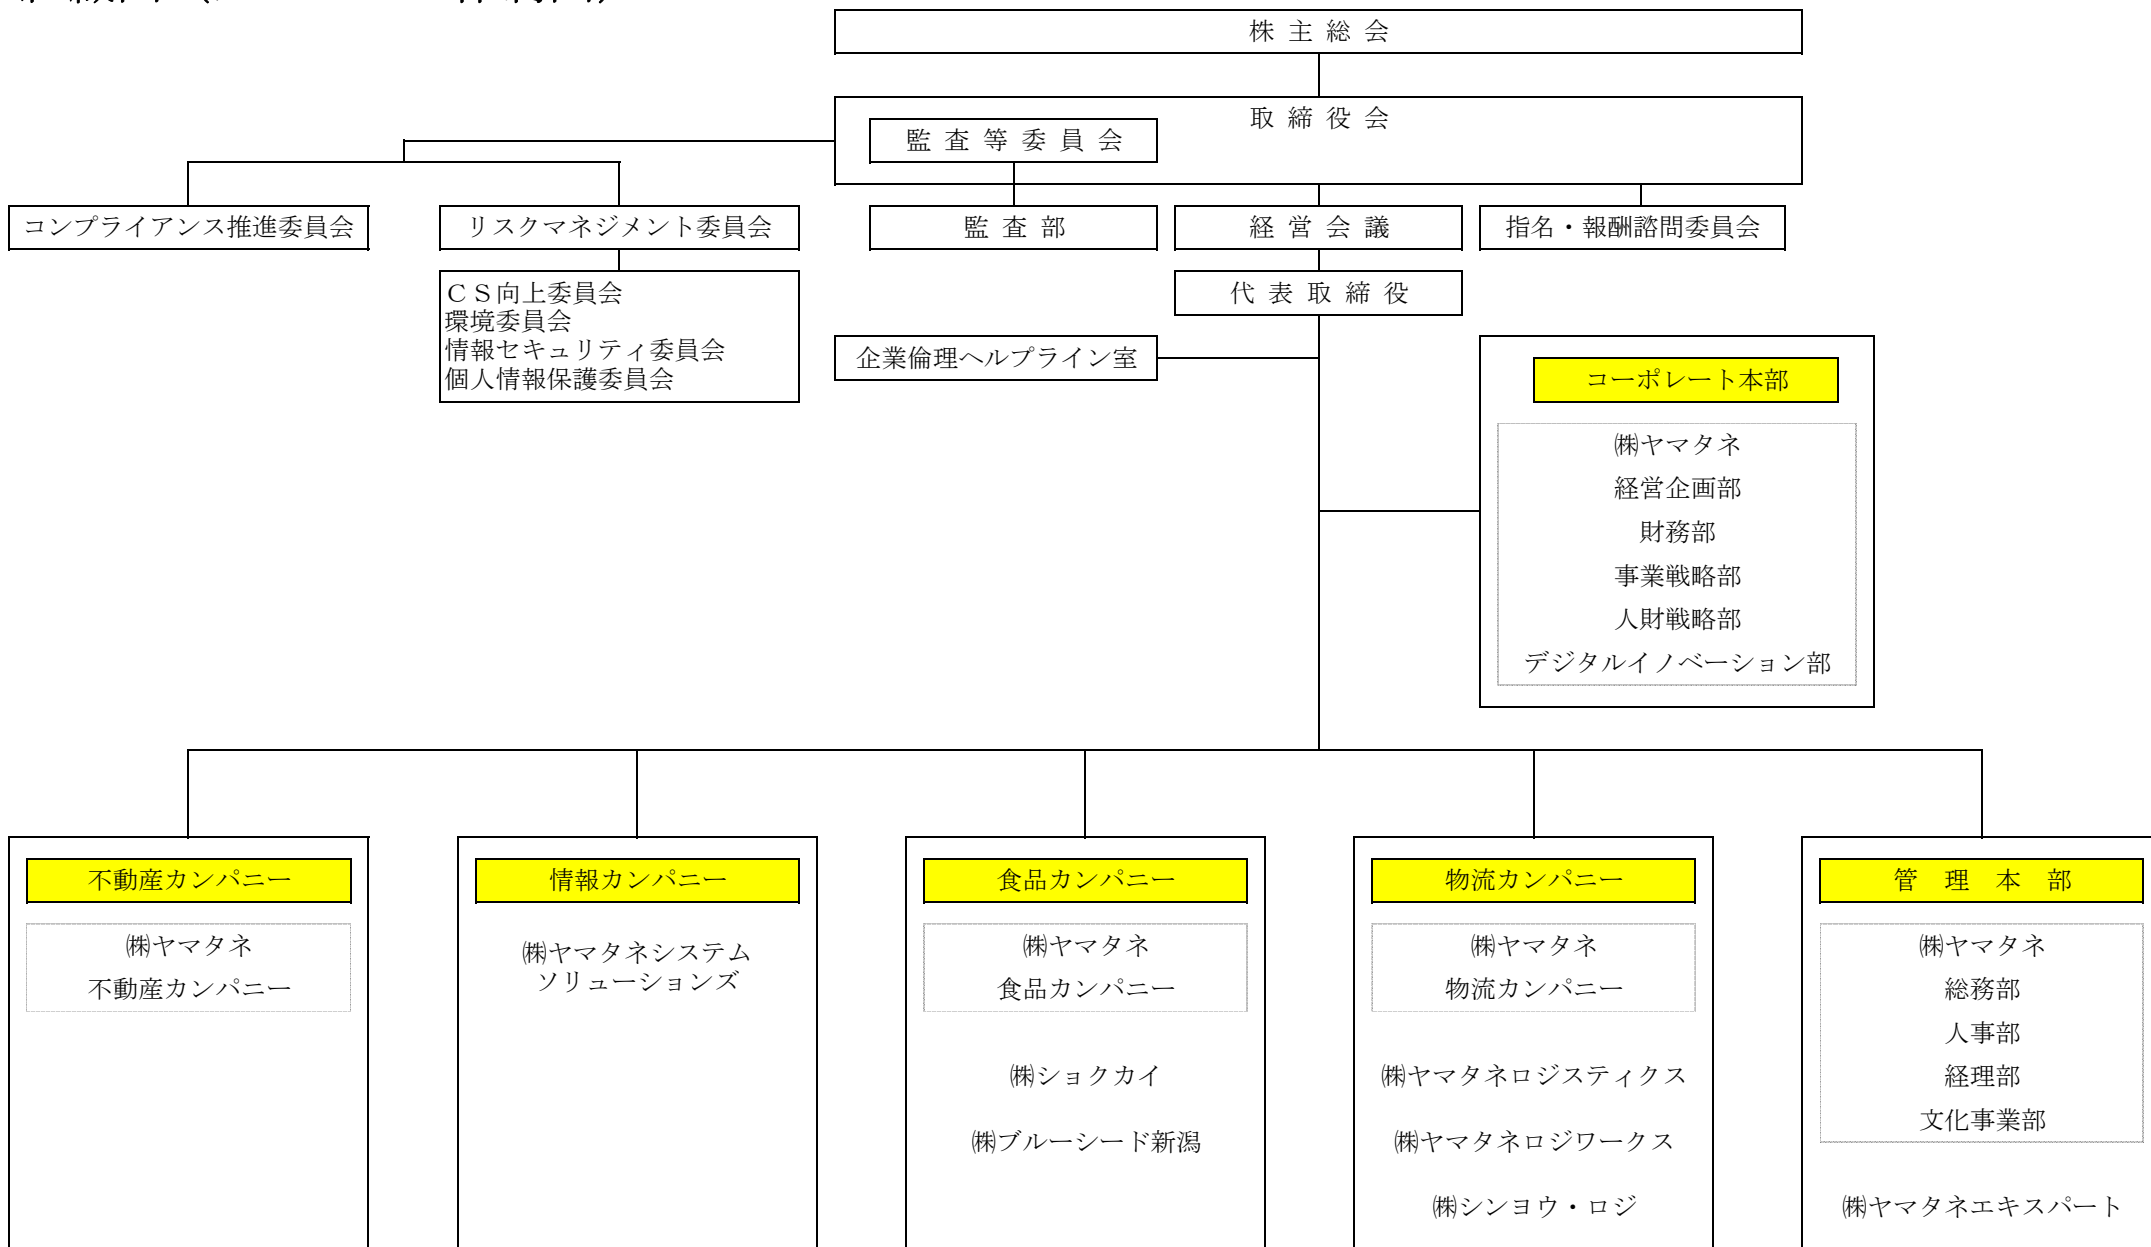 株主総会
取締役会
監査等委員会
コンプライアンス推進委員会
リスクマネジメント委員会
監査部
経営会議
指名・報酬諮問委員会
ＣＳ向上委員会
環境委員会
情報セキュリティ委員会
個人情報保護委員会
代表取締役
企業倫理ヘルプライン室
コーポレート本部
㈱ヤマタネ
経営企画部
財務部
事業戦略部
人財戦略部
デジタルイノベーション部
不動産カンパニー
㈱ヤマタネ
不動産カンパニー
情報カンパニー
㈱ヤマタネシステム
ソリューションズ
食品カンパニー
㈱ヤマタネ
食品カンパニー
㈱ショクカイ
㈱ブルーシード新潟
物流カンパニー
㈱ヤマタネ
物流カンパニー
㈱ヤマタネロジスティクス
㈱ヤマタネロジワークス
㈱シンヨウ・ロジ
管理本部
㈱ヤマタネ
総務部
人事部
経理部
文化事業部
㈱ヤマタネエキスパート